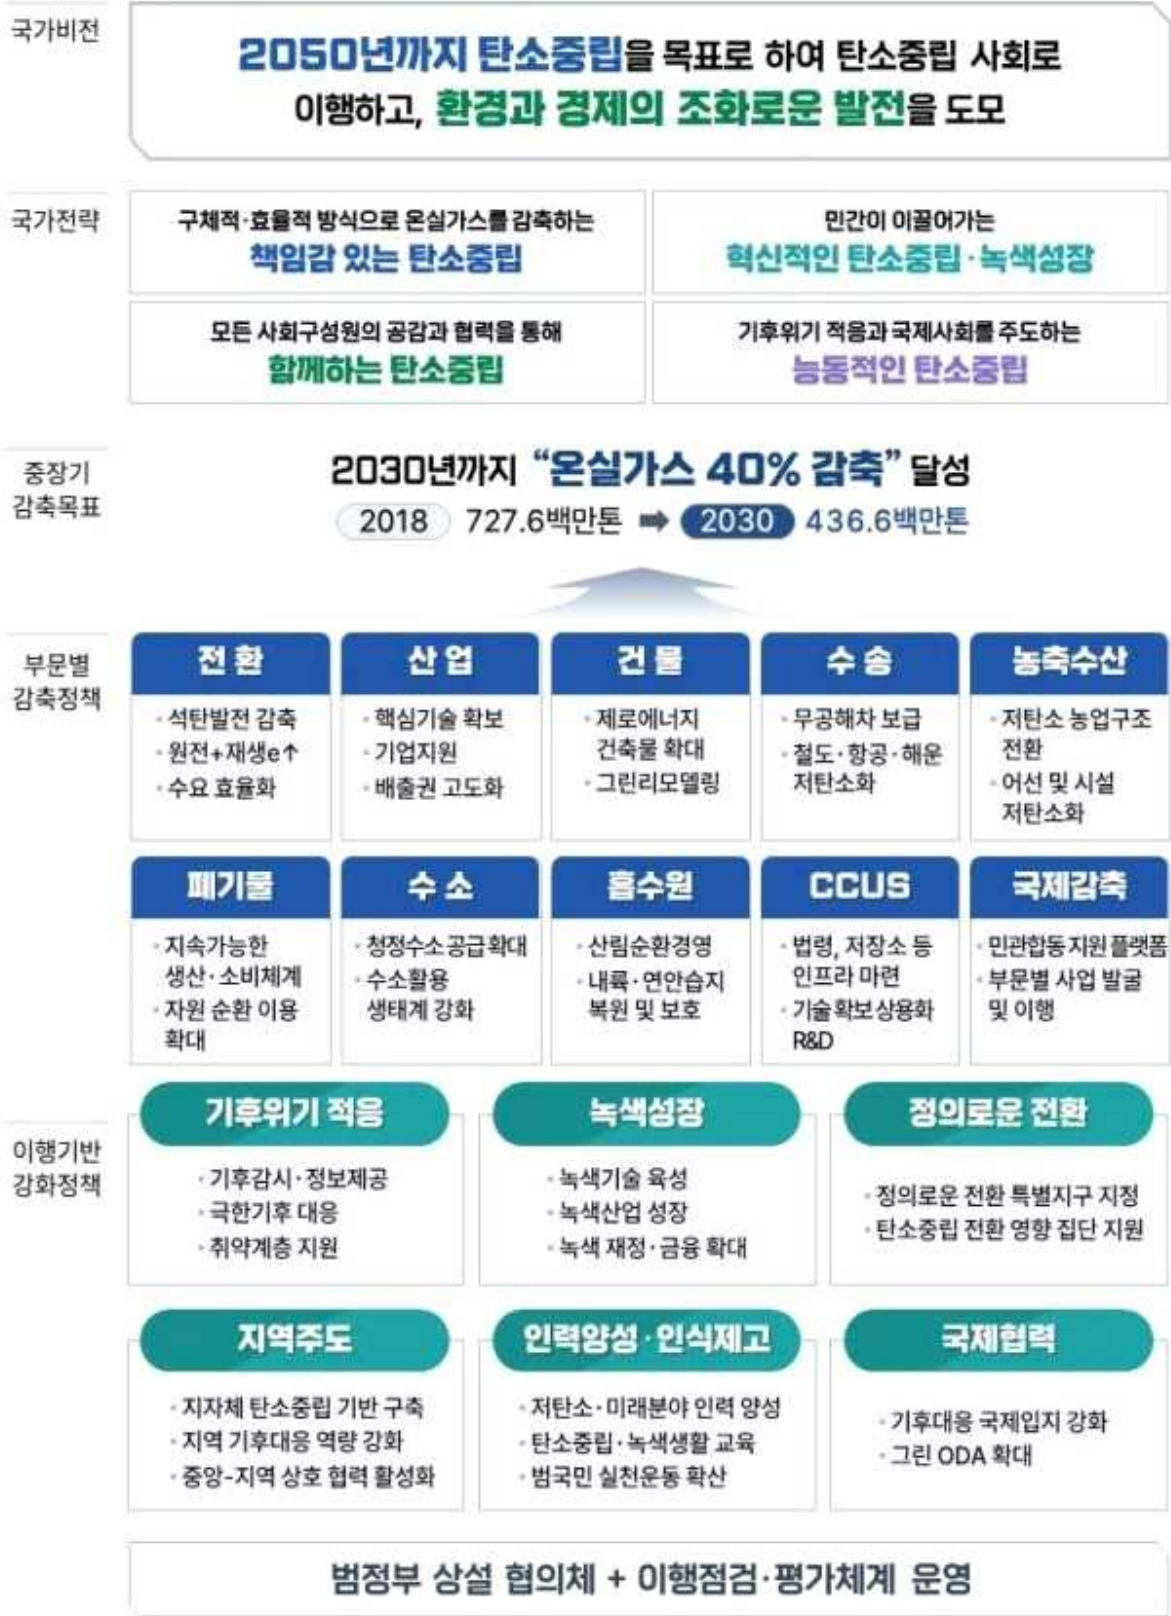 국가비전
2050년까지 탄소중립을 목표로 하여 탄소중립 사회로
이행하고, 환경과 경제의 조화로운 발전을 도모
국가전략
구체적·효율적 방식으로 온실가스를 감축하는
책임감 있는 탄소중립
민간이 이끌어가는
혁신적인 탄소중립·녹색성장
모든 사회구성원의 공감과 협력을 통해
함께하는 탄소중립
기후위기 적응과 국제사회를 주도하는
능동적인 탄소중립
중장기
감축목표
2030년까지 “온실가스 40% 감축” 달성
2018 727.6백만톤 ➡ 2030 436.6백만톤
부문별
감축정책
전 환
· 석탄발전 감축
· 원전+재생e↑
· 수요 효율화
산 업
· 핵심기술 확보
· 기업지원
· 배출권 고도화
건 물
· 제로에너지
건축물 확대
· 그린리모델링
수 송
· 무공해차 보급
· 철도·항공·해운
저탄소화
농축수산
· 저탄소 농업구조
전환
· 어선 및 시설
저탄소화
폐기물
· 지속가능한
생산·소비체계
· 자원 순환 이용
확대
수 소
· 청정수소 공급 확대
· 수소활용
생태계 강화
흡수원
· 산림순환경영
· 내륙·연안습지
복원 및 보호
CCUS
· 법령, 저장소 등
인프라 마련
· 기술 확보 상용화
R&D
국제감축
· 민관합동 지원 플랫폼
· 부문별 사업 발굴
및 이행
이행기반
강화정책
기후위기 적응
· 기후감시·정보제공
· 극한기후 대응
· 취약계층 지원
녹색성장
· 녹색기술 육성
· 녹색산업 성장
· 녹색 재정·금융 확대
정의로운 전환
· 정의로운 전환 특별지구 지정
· 탄소중립 전환 영향 집단 지원
지역주도
· 지자체 탄소중립 기반 구축
· 지역 기후대응 역량 강화
· 중앙-지역 상호 협력 활성화
인력양성·인식제고
· 저탄소·미래분야 인력 양성
· 탄소중립·녹색생활 교육
· 범국민 실천운동 확산
국제협력
· 기후대응 국제입지 강화
· 그린 ODA 확대
범정부 상설 협의체 + 이행점검·평가체계 운영